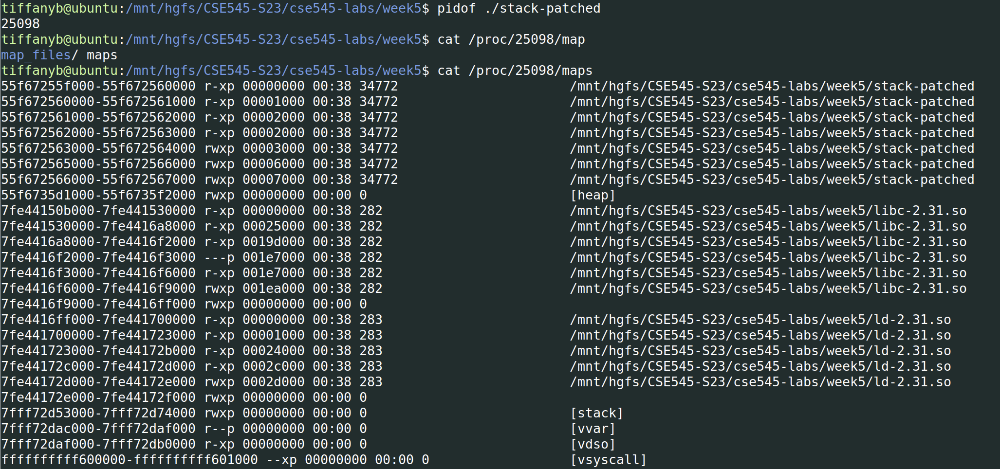 tiffanyb@ubuntu:/mnt/hgfs/CSE545-S23/cse545-labs/week5$ pidof ./stack-patched
25098
tiffanyb@ubuntu:/mnt/hgfs/CSE545-S23/cse545-labs/week5$ cat /proc/25098/map
map_files/ maps
tiffanyb@ubuntu:/mnt/hgfs/CSE545-S23/cse545-labs/week5$ cat /proc/25098/maps
55f67255f000-55f672560000 r-xp 00000000 00:38 34772 /mnt/hgfs/CSE545-S23/cse545-labs/week5/stack-patched
55f672560000-55f672561000 r-xp 00001000 00:38 34772 /mnt/hgfs/CSE545-S23/cse545-labs/week5/stack-patched
55f672561000-55f672562000 r-xp 00002000 00:38 34772 /mnt/hgfs/CSE545-S23/cse545-labs/week5/stack-patched
55f672562000-55f672563000 r-xp 00002000 00:38 34772 /mnt/hgfs/CSE545-S23/cse545-labs/week5/stack-patched
55f672563000-55f672564000 rwxp 00003000 00:38 34772 /mnt/hgfs/CSE545-S23/cse545-labs/week5/stack-patched
55f672565000-55f672566000 rwxp 00006000 00:38 34772 /mnt/hgfs/CSE545-S23/cse545-labs/week5/stack-patched
55f672566000-55f672567000 rwxp 00007000 00:38 34772 /mnt/hgfs/CSE545-S23/cse545-labs/week5/stack-patched
55f6735d1000-55f6735f2000 rwxp 00000000 00:00 0 [heap]
7fe44150b000-7fe441530000 r-xp 00000000 00:38 282 /mnt/hgfs/CSE545-S23/cse545-labs/week5/libc-2.31.so
7fe441530000-7fe4416a8000 r-xp 00025000 00:38 282 /mnt/hgfs/CSE545-S23/cse545-labs/week5/libc-2.31.so
7fe4416a8000-7fe4416f2000 r-xp 0019d000 00:38 282 /mnt/hgfs/CSE545-S23/cse545-labs/week5/libc-2.31.so
7fe4416f2000-7fe4416f3000 ---p 001e7000 00:38 282 /mnt/hgfs/CSE545-S23/cse545-labs/week5/libc-2.31.so
7fe4416f3000-7fe4416f6000 r-xp 001e7000 00:38 282 /mnt/hgfs/CSE545-S23/cse545-labs/week5/libc-2.31.so
7fe4416f6000-7fe4416f9000 rwxp 001ea000 00:38 282 /mnt/hgfs/CSE545-S23/cse545-labs/week5/libc-2.31.so
7fe4416f9000-7fe4416ff000 rwxp 00000000 00:00 0
7fe4416ff000-7fe441700000 r-xp 00000000 00:38 283 /mnt/hgfs/CSE545-S23/cse545-labs/week5/ld-2.31.so
7fe441700000-7fe441723000 r-xp 00001000 00:38 283 /mnt/hgfs/CSE545-S23/cse545-labs/week5/ld-2.31.so
7fe441723000-7fe44172b000 r-xp 00024000 00:38 283 /mnt/hgfs/CSE545-S23/cse545-labs/week5/ld-2.31.so
7fe44172c000-7fe44172d000 r-xp 0002c000 00:38 283 /mnt/hgfs/CSE545-S23/cse545-labs/week5/ld-2.31.so
7fe44172d000-7fe44172e000 rwxp 0002d000 00:38 283 /mnt/hgfs/CSE545-S23/cse545-labs/week5/ld-2.31.so
7fe44172e000-7fe44172f000 rwxp 00000000 00:00 0
7fff72d53000-7fff72d74000 rwxp 00000000 00:00 0 [stack]
7fff72dac000-7fff72daf000 r--p 00000000 00:00 0 [vvar]
7fff72daf000-7fff72db0000 r-xp 00000000 00:00 0 [vdso]
ffffffffff600000-ffffffffff601000 --xp 00000000 00:00 0 [vsyscall]